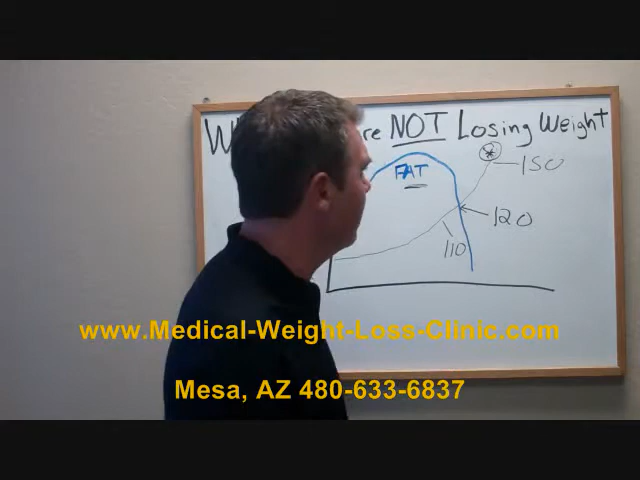 W re NOT Losing Weight
FAT
150
120
110
www.Medical-Weight-Loss-Clinic.com
Mesa, AZ 480-633-6837